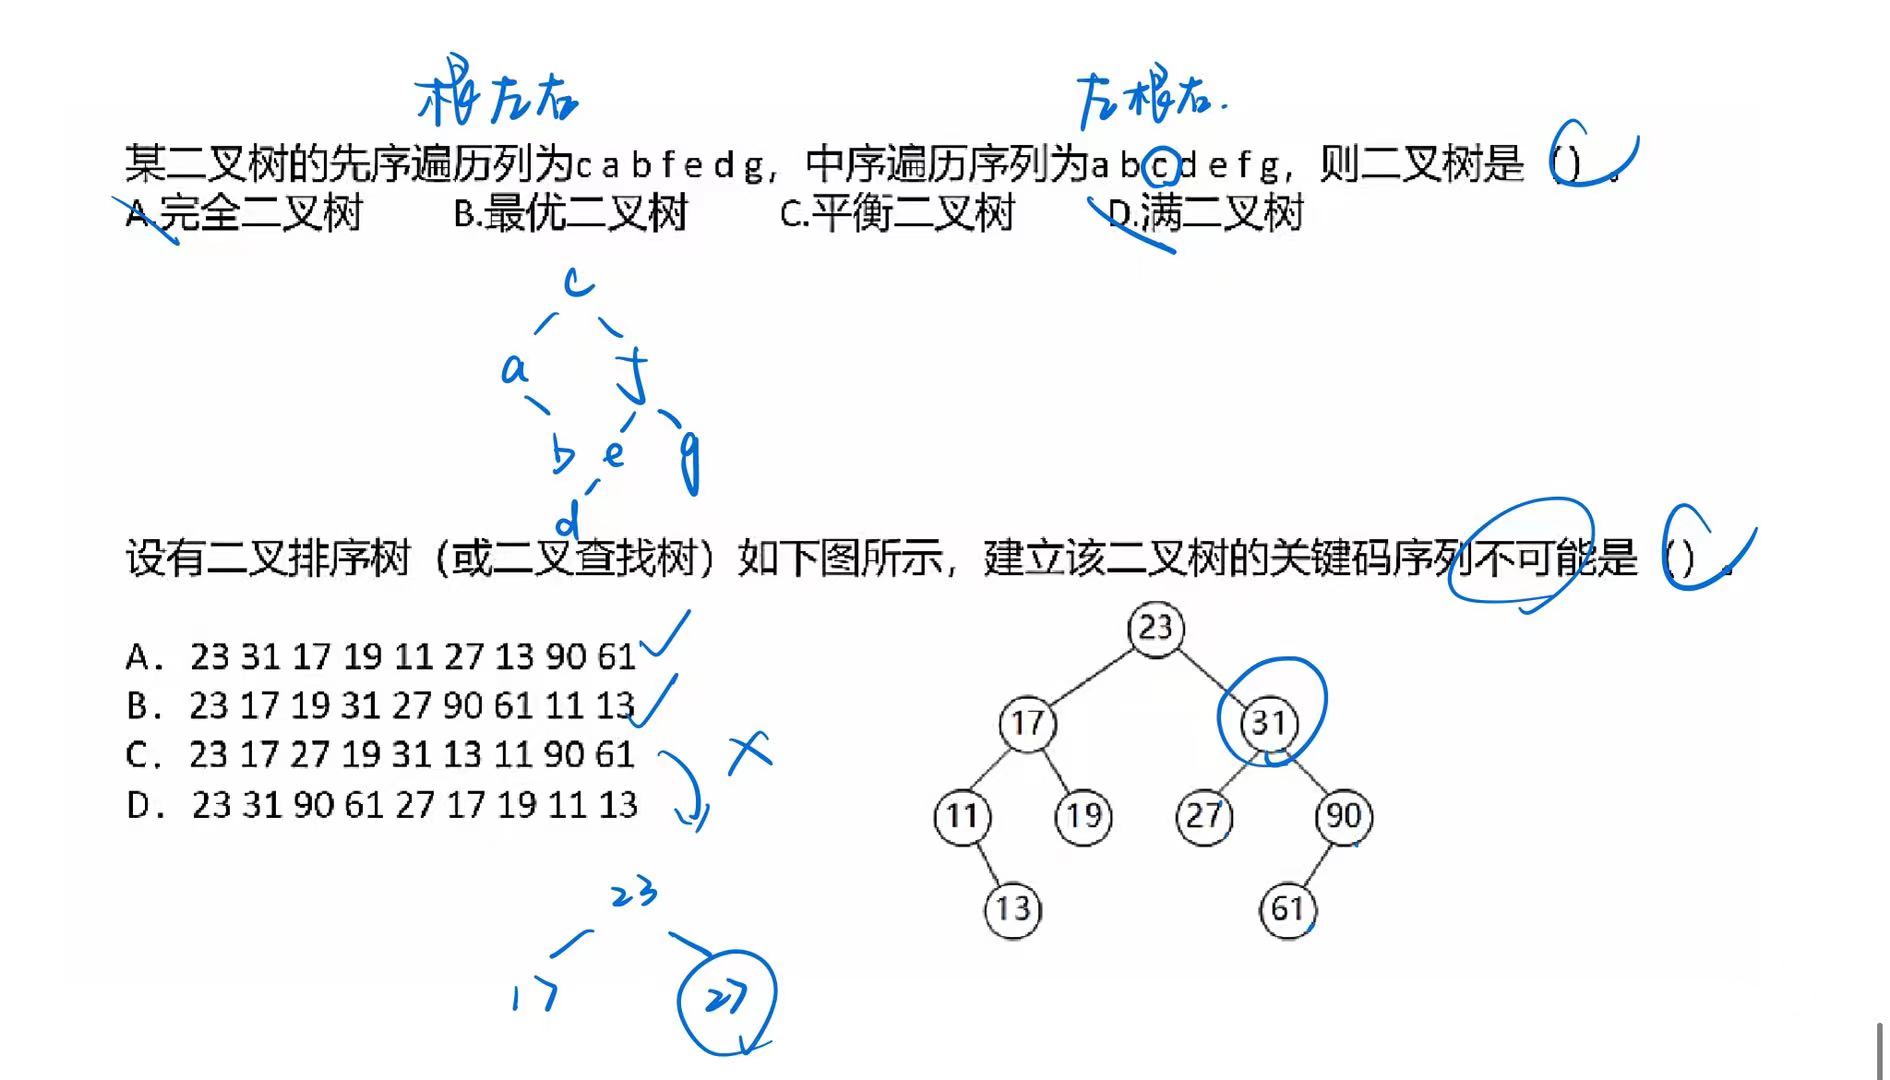 根左右 左根右.
某二叉树的先序遍历列为c a b f e d g，中序遍历序列为a b c d e f g，则二叉树是（）。 C
A.完全二叉树 B.最优二叉树 C.平衡二叉树 D.满二叉树
c
a f
b e g
d
设有二叉排序树（或二叉查找树）如下图所示，建立该二叉树的关键码序列不可能是（）。 C
A. 23 31 17 19 11 27 13 90 61
B. 23 17 19 31 27 90 61 11 13
C. 23 17 27 19 31 13 11 90 61
D. 23 31 90 61 27 17 19 11 13
23
17 31
11 19 27 90
13 61
23
17 27